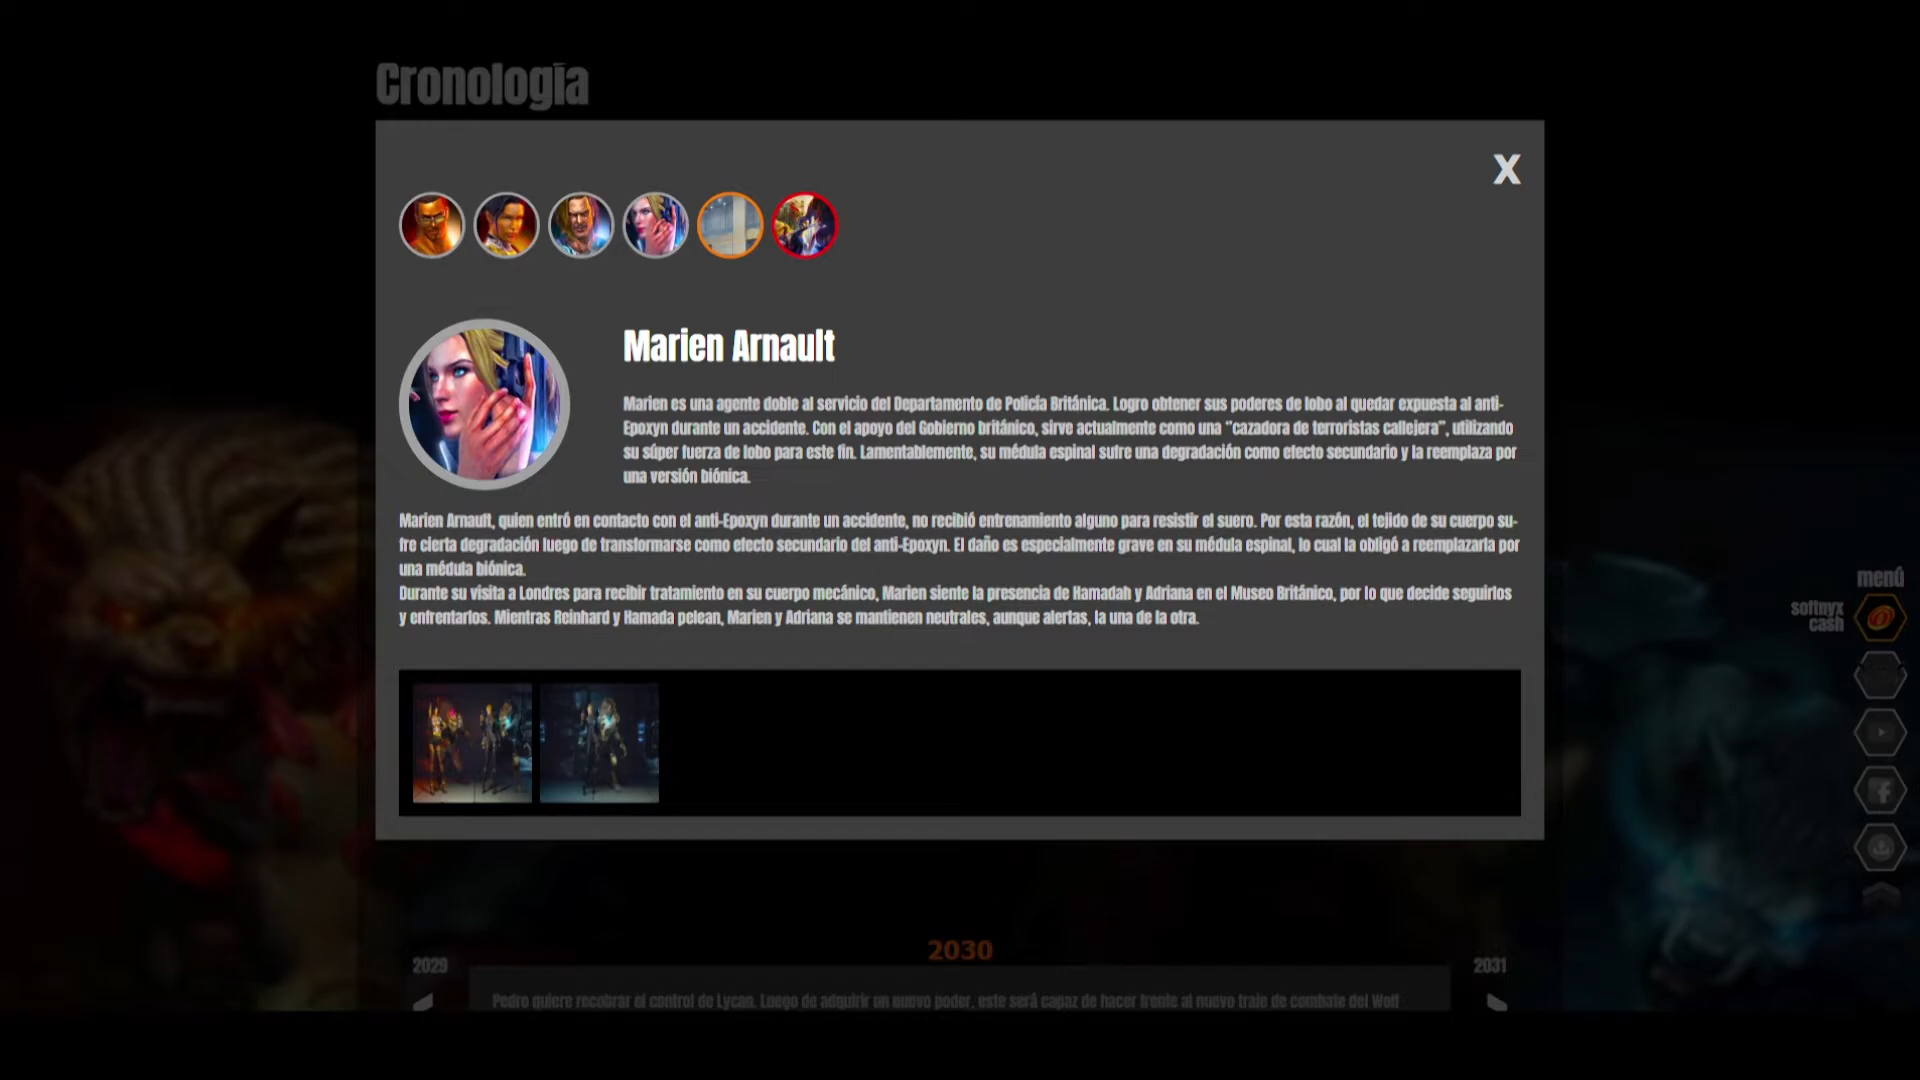 Cronología
X
Marien Arnault
Marien es una agente doble al servicio del Departamento de Policía Británica. Logro obtener sus poderes de lobo al quedar expuesta al anti-
Epoxyn durante un accidente. Con el apoyo del Gobierno británico, sirve actualmente como una "cazadora de terroristas callejera", utilizando
su súper fuerza de lobo para este fin. Lamentablemente, su médula espinal sufre una degradación como efecto secundario y la reemplaza por
una versión biónica.
Marien Arnault, quien entró en contacto con el anti-Epoxyn durante un accidente, no recibió entrenamiento alguno para resistir el suero. Por esta razón, el tejido de su cuerpo su-
fre cierta degradación luego de transformarse como efecto secundario del anti-Epoxyn. El daño es especialmente grave en su médula espinal, lo cual la obligó a reemplazarla por
una médula biónica.
Durante su visita a Londres para recibir tratamiento en su cuerpo mecánico, Marien siente la presencia de Hamadah y Adriana en el Museo Británico, por lo que decide seguirlos
y enfrentarlos. Mientras Reinhard y Hamada pelean, Marien y Adriana se mantienen neutrales, aunque alertas, la una de la otra.
menú
softnyx
cash
2029
2030
2031
Pedro quiere recobrar el control de Lycan. Luego de adquirir un nuevo poder, este será capaz de hacer frente al nuevo traje de combate del Wolf